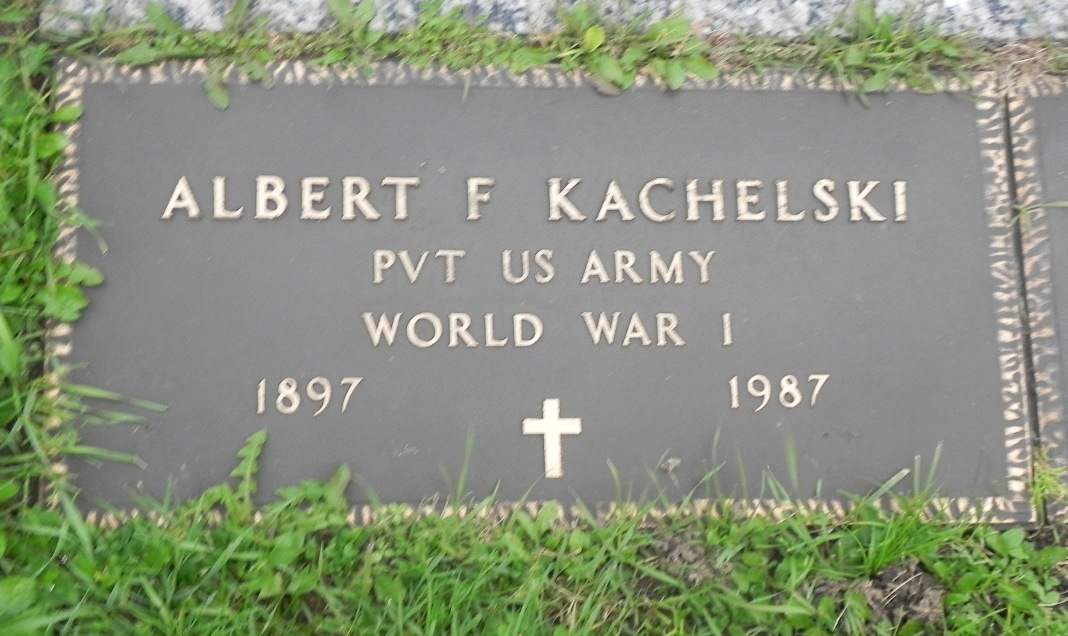 ALBERT F KACHELSKI
PVT US ARMY
WORLD WAR I
1897 1987